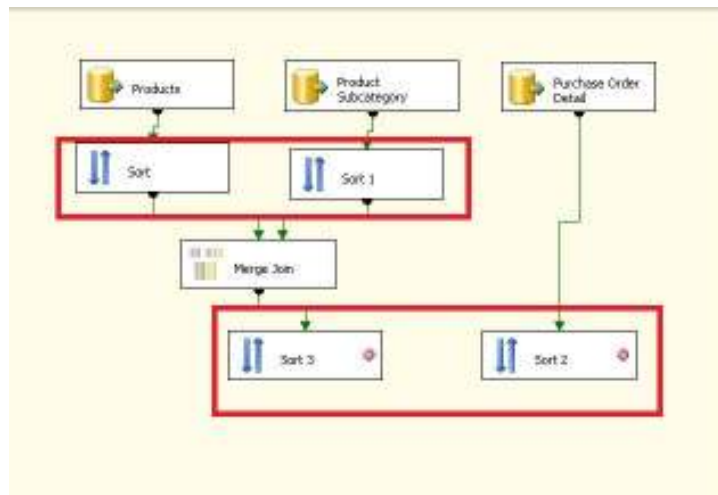 Products
Product
Subcategory
Purchase Order
Detail
Sort
Sort 1
Merge Join
Sort 3
Sort 2